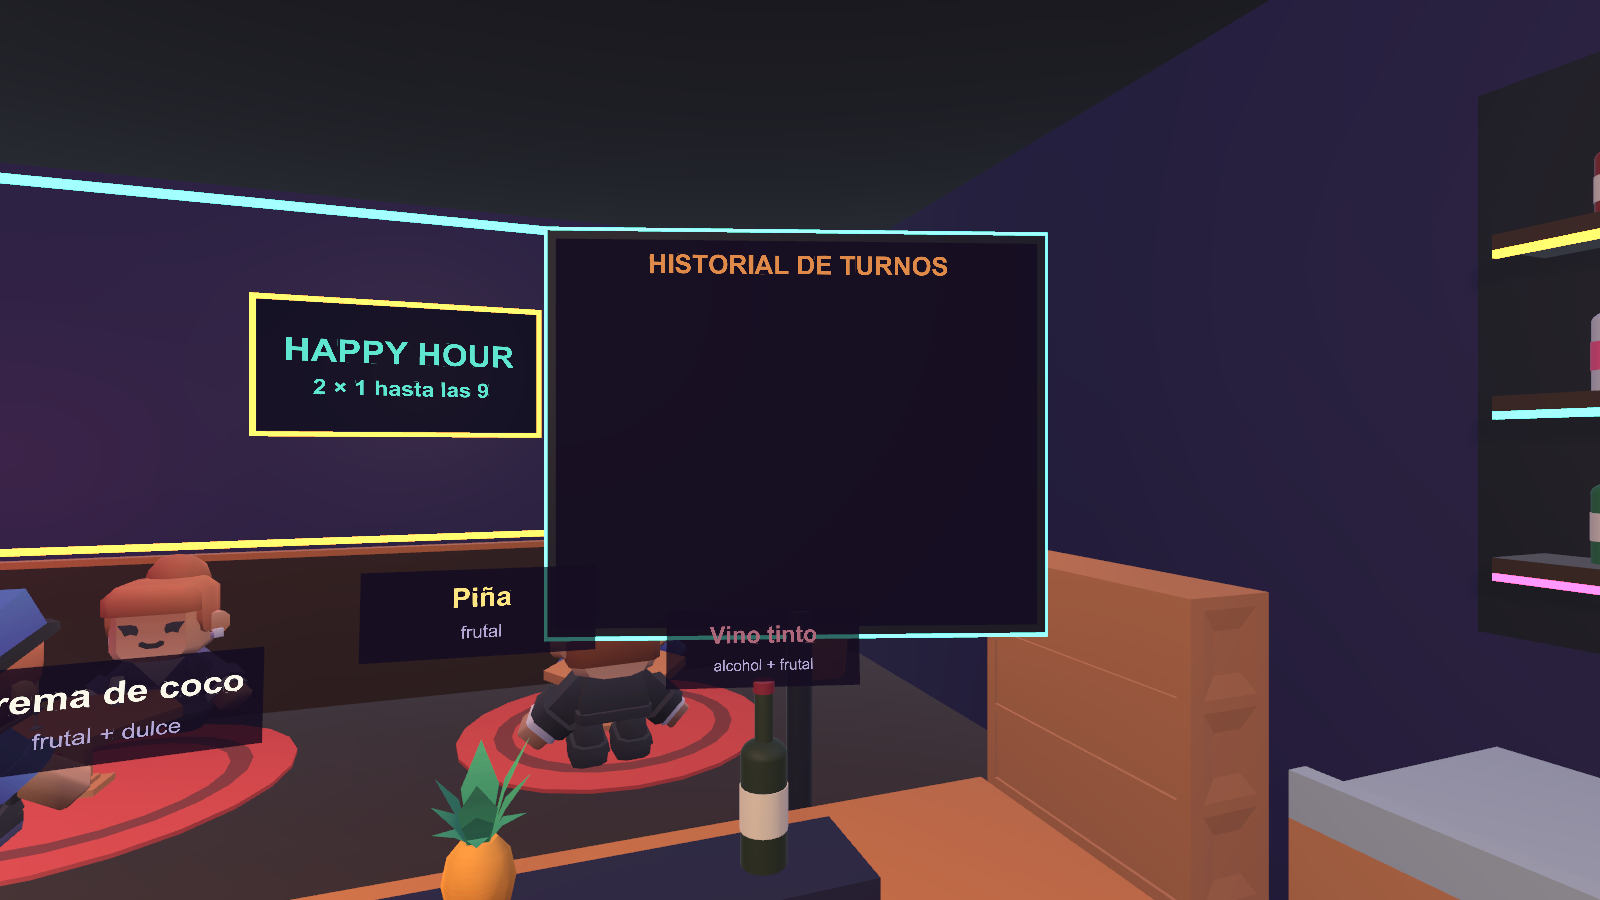 HISTORIAL DE TURNOS
HAPPY HOUR
2 × 1 hasta las 9
Piña
frutal
Vino tinto
alcohol + frutal
rema de coco
frutal + dulce